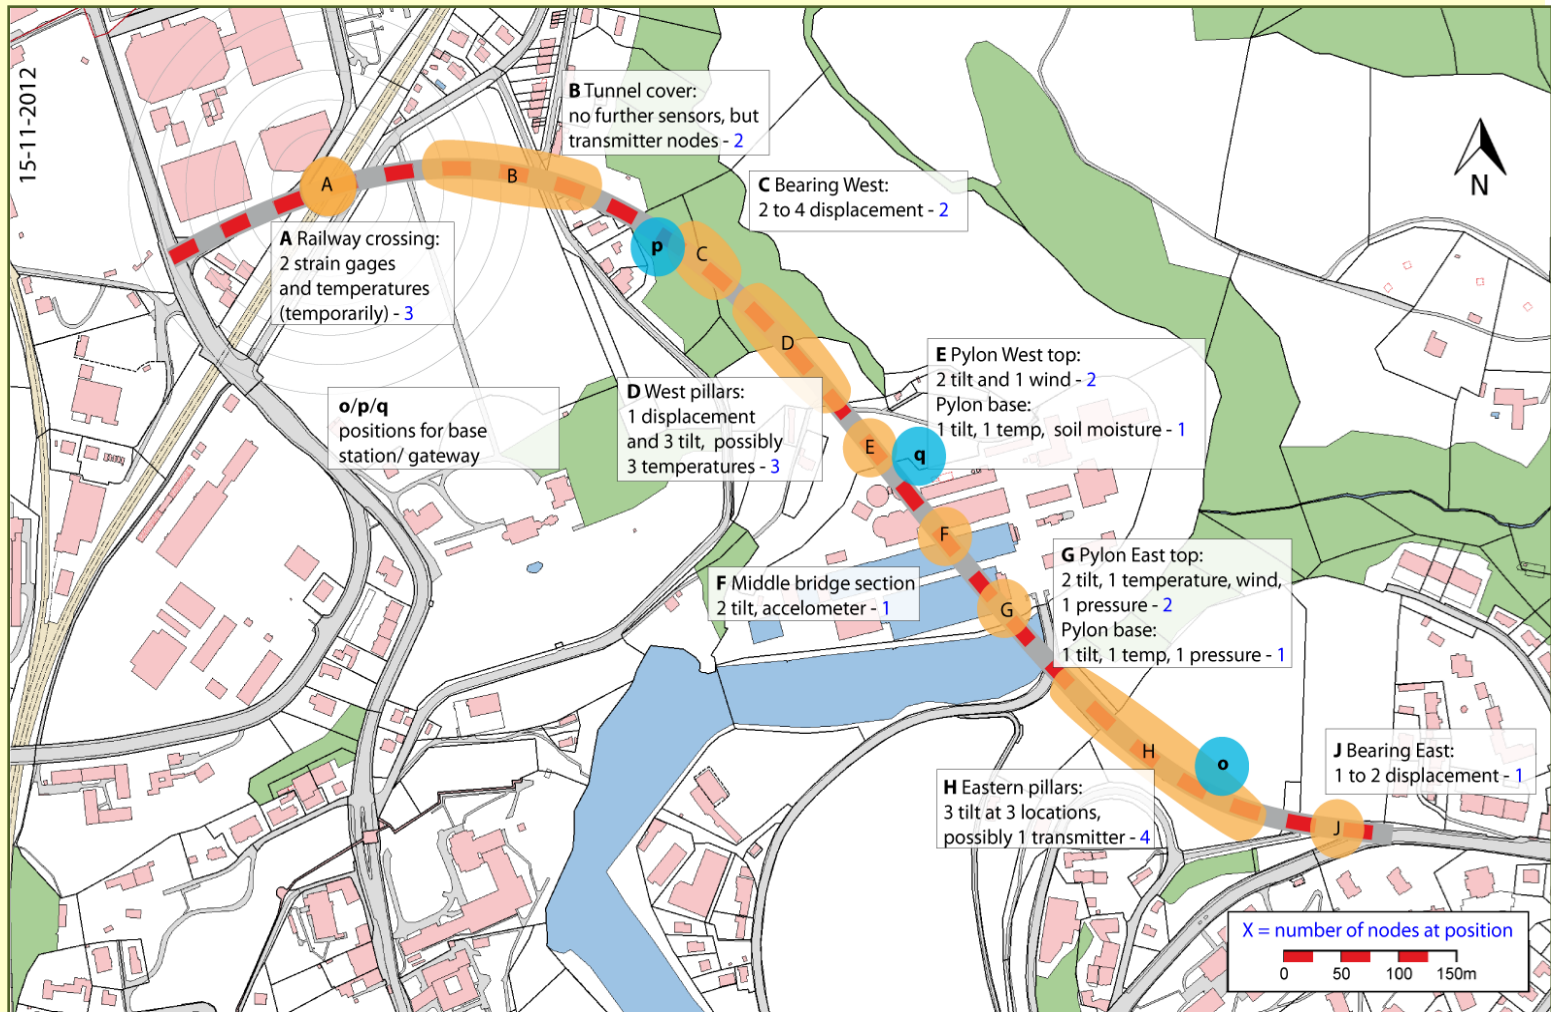 15-11-2012
B Tunnel cover:
no further sensors, but
transmitter nodes - 2
A
B
C Bearing West:
2 to 4 displacement - 2
N
A Railway crossing:
2 strain gages
and temperatures
(temporarily) - 3
p
C
D
E Pylon West top:
2 tilt and 1 wind - 2
Pylon base:
1 tilt, 1 temp, soil moisture - 1
D West pillars:
1 displacement
and 3 tilt, possibly
3 temperatures - 3
o/p/q
positions for base
station/ gateway
E
q
F
G Pylon East top:
2 tilt, 1 temperature, wind,
1 pressure - 2
Pylon base:
1 tilt, 1 temp, 1 pressure - 1
F Middle bridge section
2 tilt, accelometer - 1
G
H
o
J Bearing East:
1 to 2 displacement - 1
H Eastern pillars:
3 tilt at 3 locations,
possibly 1 transmitter - 4
J
X = number of nodes at position
0 50 100 150m